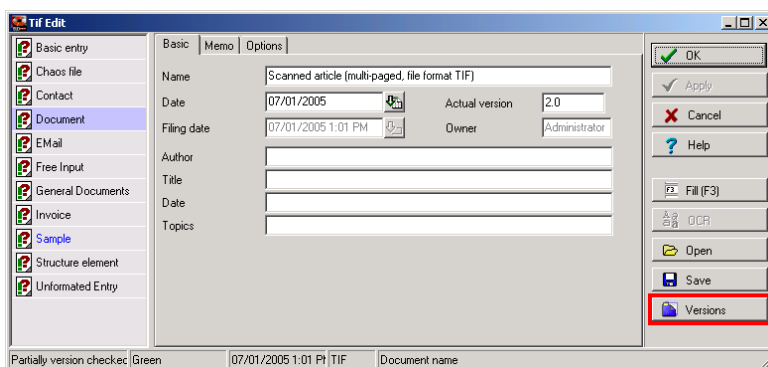 Tif Edit
Basic entry
Chaos file
Contact
Document
EMail
Free Input
General Documents
Invoice
Sample
Structure element
Unformated Entry
Basic Memo Options
Name Scanned article (multi-paged, file format TIF)
Date 07/01/2005 Actual version 2.0
Filing date 07/01/2005 1:01 PM Owner Administrator
Author
Title
Date
Topics
OK
Apply
Cancel
? Help
F3 Fill (F3)
OCR
Open
Save
Versions
Partially version checked Green 07/01/2005 1:01 PM TIF Document name